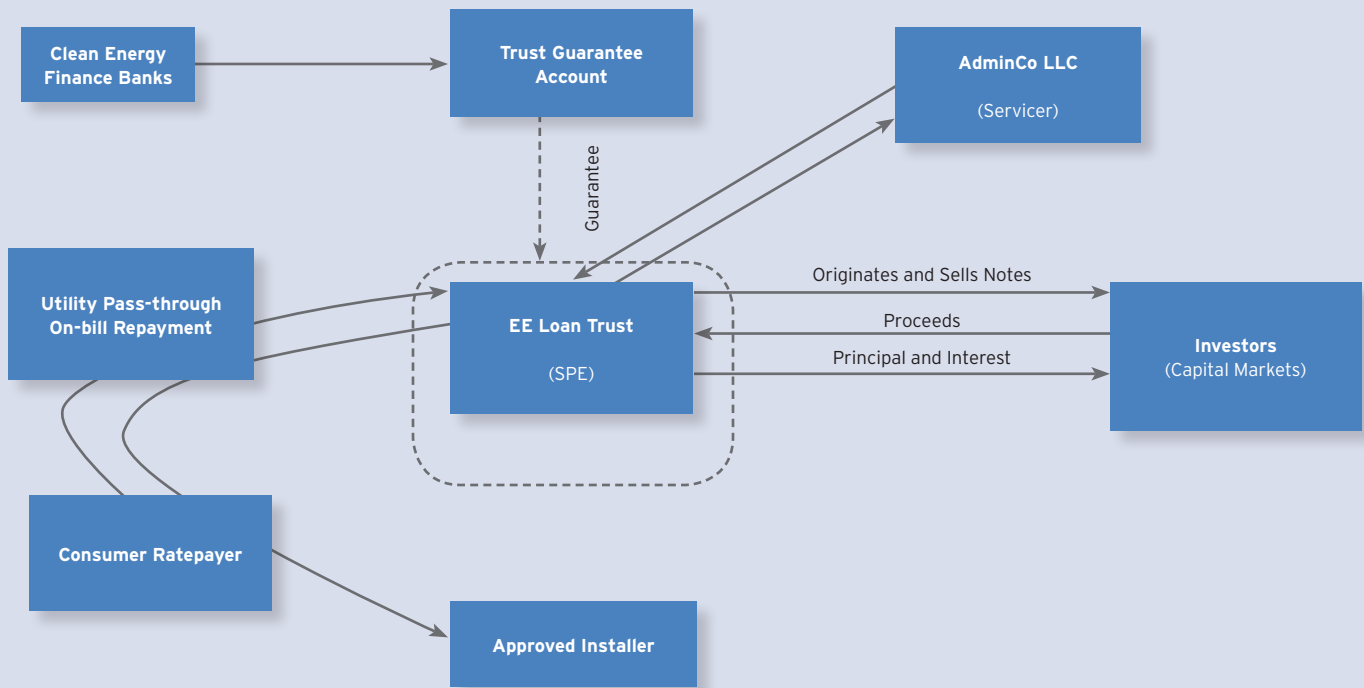 Clean Energy
Finance Banks
Trust Guarantee
Account
AdminCo LLC
(Servicer)
Guarantee
Utility Pass-through
On-bill Repayment
EE Loan Trust
(SPE)
Originates and Sells Notes
Proceeds
Principal and Interest
Investors
(Capital Markets)
Consumer Ratepayer
Approved Installer